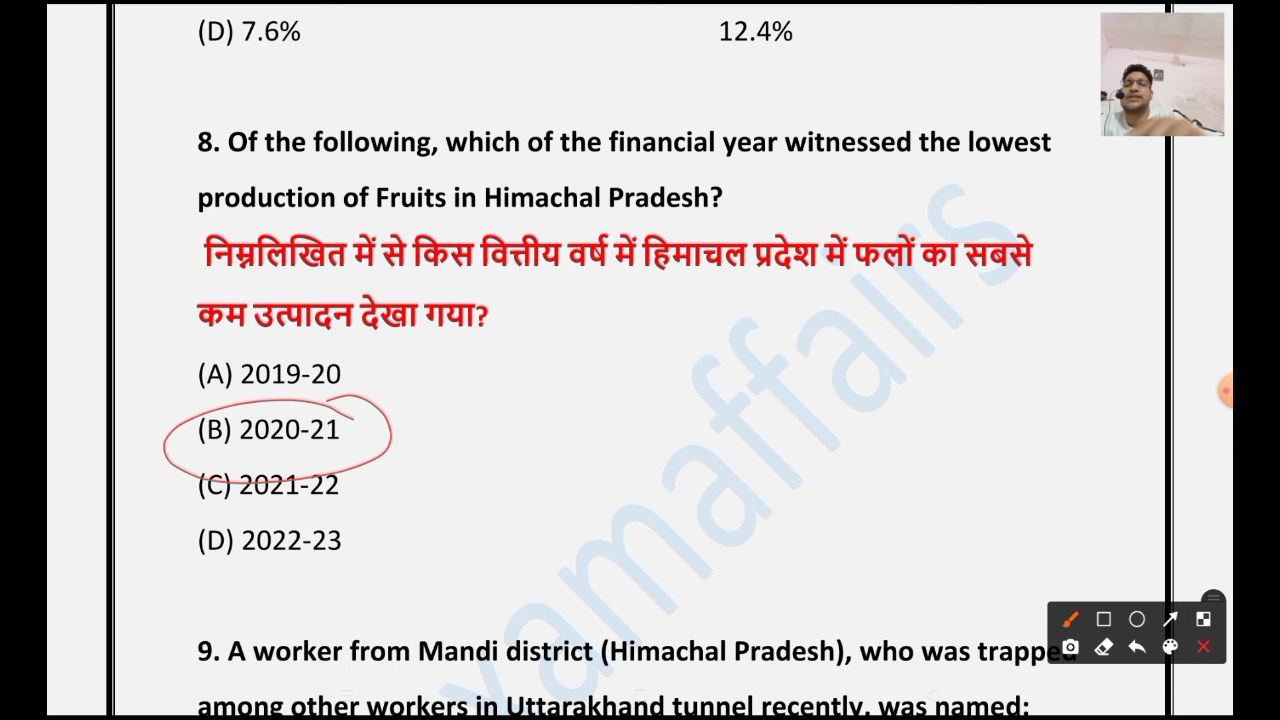 (D) 7.6% 12.4%
8. Of the following, which of the financial year witnessed the lowest
production of Fruits in Himachal Pradesh?
निम्नलिखित में से किस वित्तीय वर्ष में हिमाचल प्रदेश में फलों का सबसे
कम उत्पादन देखा गया?
(A) 2019-20
(B) 2020-21
(C) 2021-22
(D) 2022-23
9. A worker from Mandi district (Himachal Pradesh), who was trapped
among other workers in Uttarakhand tunnel recently, was named:
xamaffairs